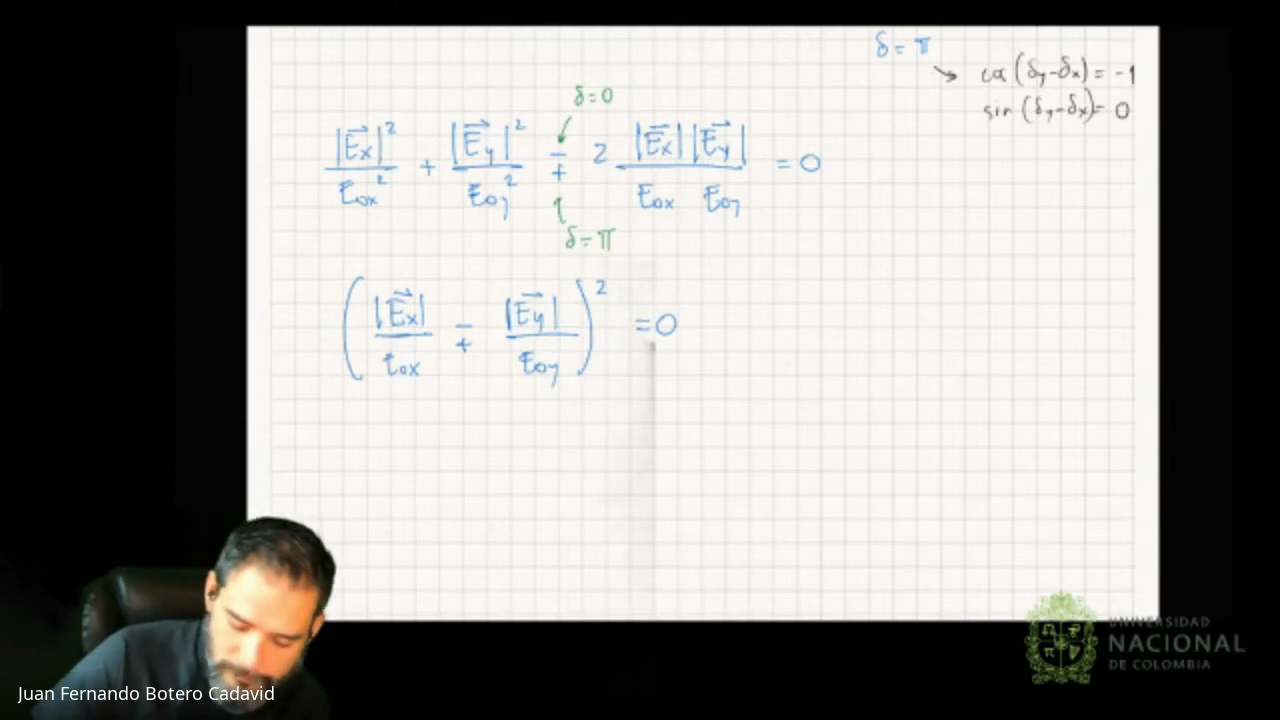 δ = π
→ cos(δy-δx) = -1
sin(δy-δx) = 0
δ=0
|E⃗x|²/E0x² + |E⃗y|²/E0y² ∓ 2 |E⃗x||E⃗y|/E0x E0y = 0
δ=π
(|E⃗x|/E0x ∓ |E⃗y|/E0y)² = 0
UNIVERSIDAD
NACIONAL
DE COLOMBIA
Juan Fernando Botero Cadavid